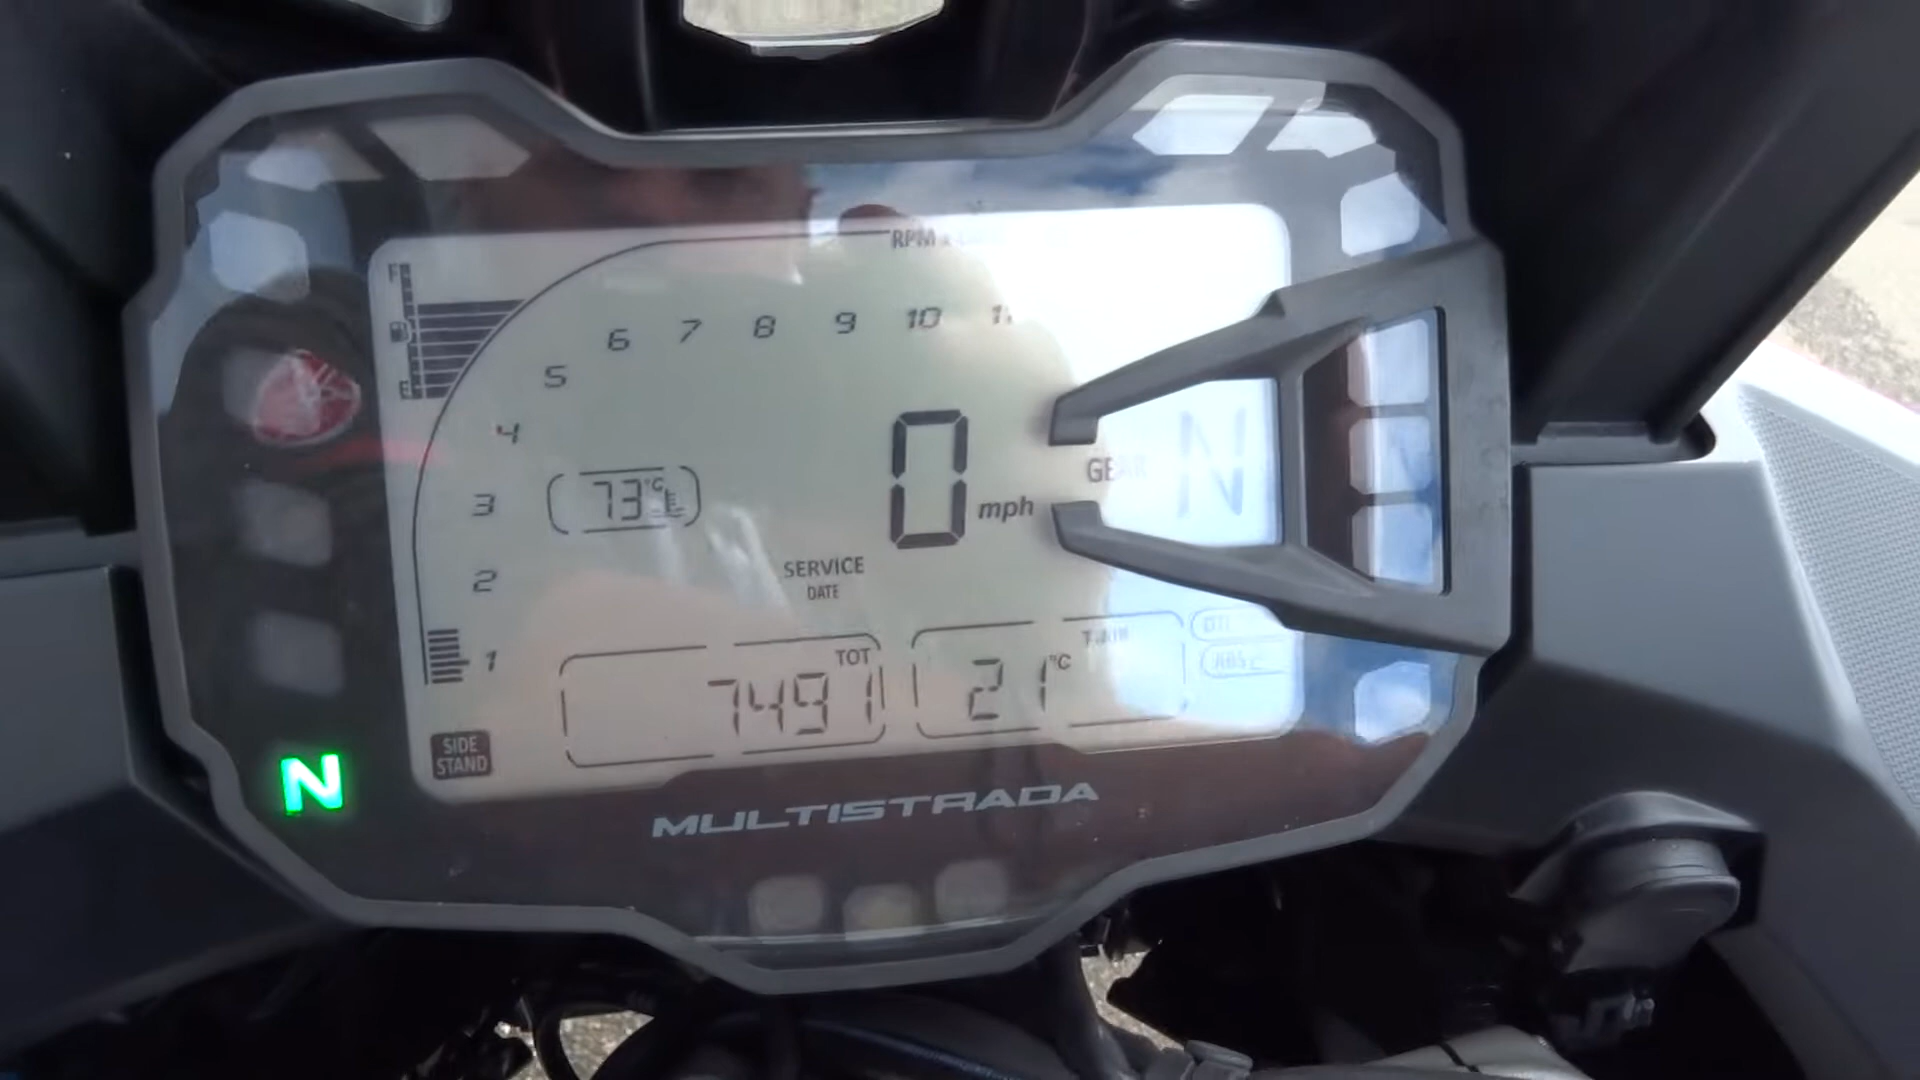 RPM
F
E
6 7 8 9 10
5
4
3
2
1
73°C
0 mph
GEAR N
SERVICE
DATE
TOT
7491
21°C
SIDE
STAND
N
MULTISTRADA